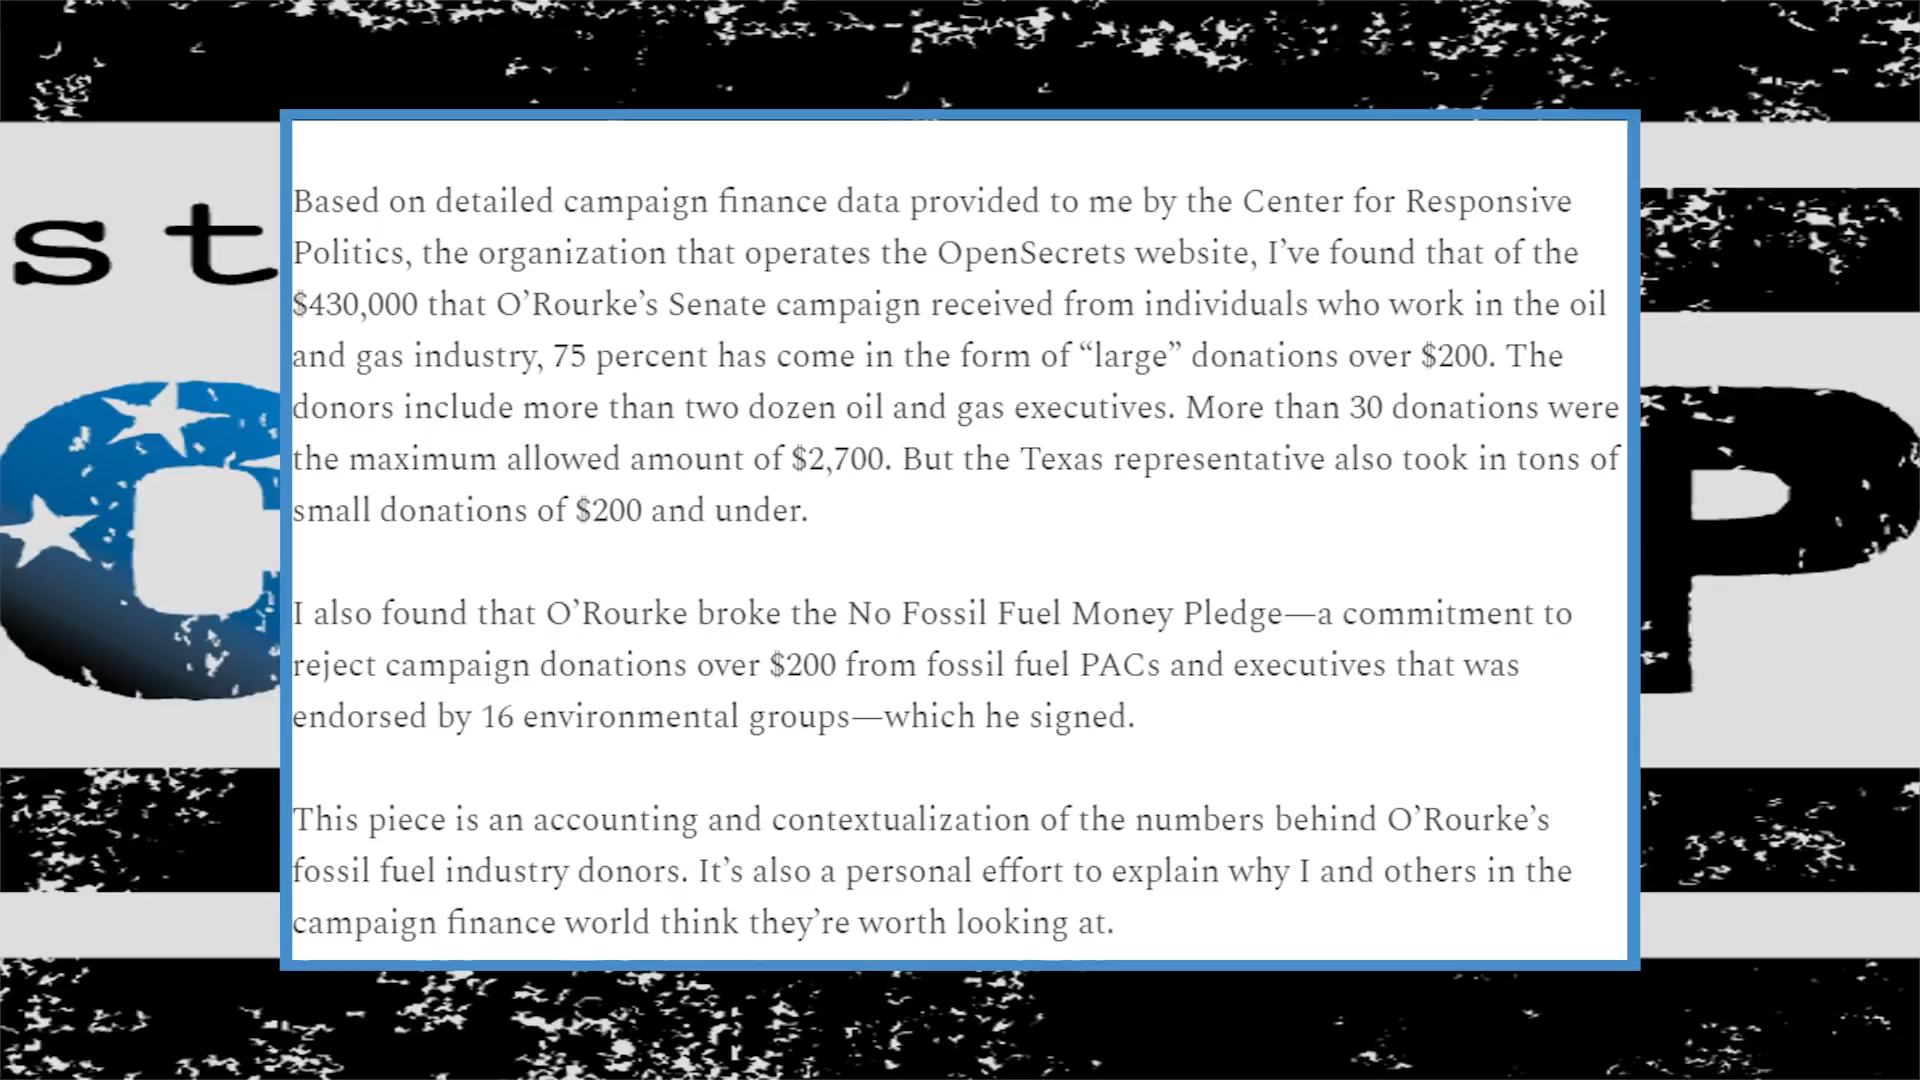 Based on detailed campaign finance data provided to me by the Center for Responsive
Politics, the organization that operates the OpenSecrets website, I’ve found that of the
$430,000 that O’Rourke’s Senate campaign received from individuals who work in the oil
and gas industry, 75 percent has come in the form of “large” donations over $200. The
donors include more than two dozen oil and gas executives. More than 30 donations were
the maximum allowed amount of $2,700. But the Texas representative also took in tons of
small donations of $200 and under.
I also found that O’Rourke broke the No Fossil Fuel Money Pledge—a commitment to
reject campaign donations over $200 from fossil fuel PACs and executives that was
endorsed by 16 environmental groups—which he signed.
This piece is an accounting and contextualization of the numbers behind O’Rourke’s
fossil fuel industry donors. It’s also a personal effort to explain why I and others in the
campaign finance world think they’re worth looking at.
st
P